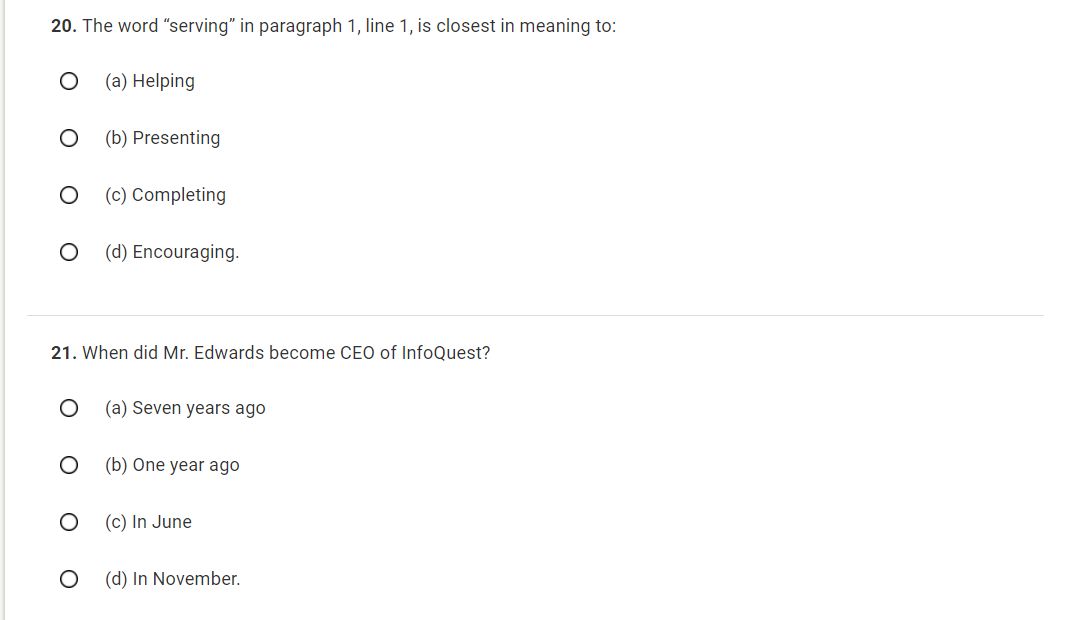 20. The word “serving” in paragraph 1, line 1, is closest in meaning to:
(a) Helping
(b) Presenting
(c) Completing
(d) Encouraging.
21. When did Mr. Edwards become CEO of InfoQuest?
(a) Seven years ago
(b) One year ago
(c) In June
(d) In November.